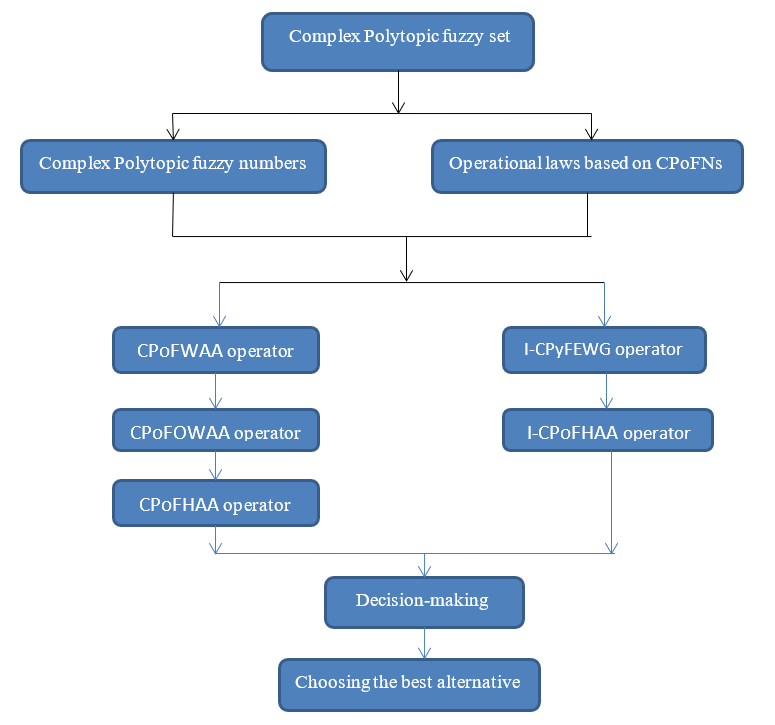 Complex Polytopic fuzzy set
Complex Polytopic fuzzy numbers
Operational laws based on CPoFNs
CPoFWAA operator
I-CPyFEWG operator
CPoFOWAA operator
I-CPoFHAA operator
CPoFHAA operator
Decision-making
Choosing the best alternative